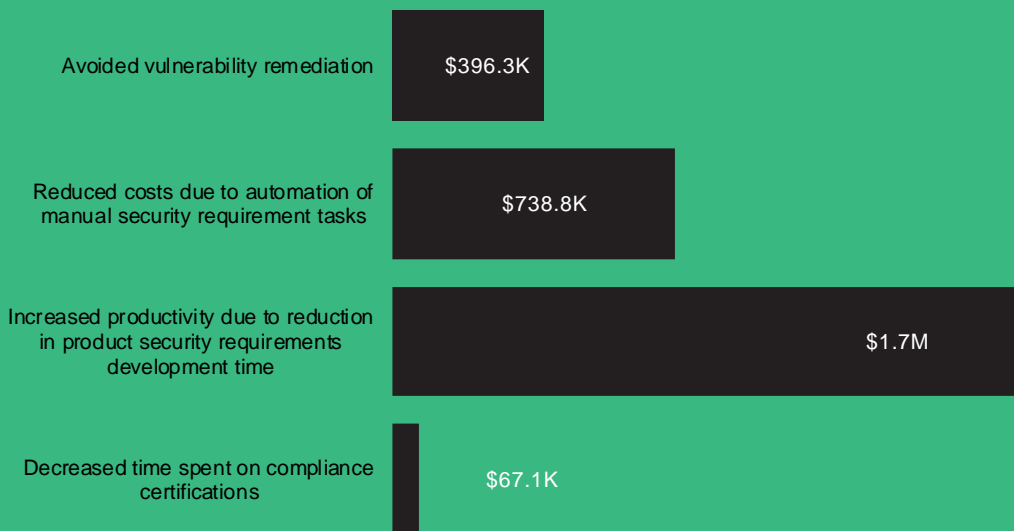 Avoided vulnerability remediation
$396.3K
Reduced costs due to automation of
manual security requirement tasks
$738.8K
Increased productivity due to reduction
in product security requirements
development time
$1.7M
Decreased time spent on compliance
certifications
$67.1K